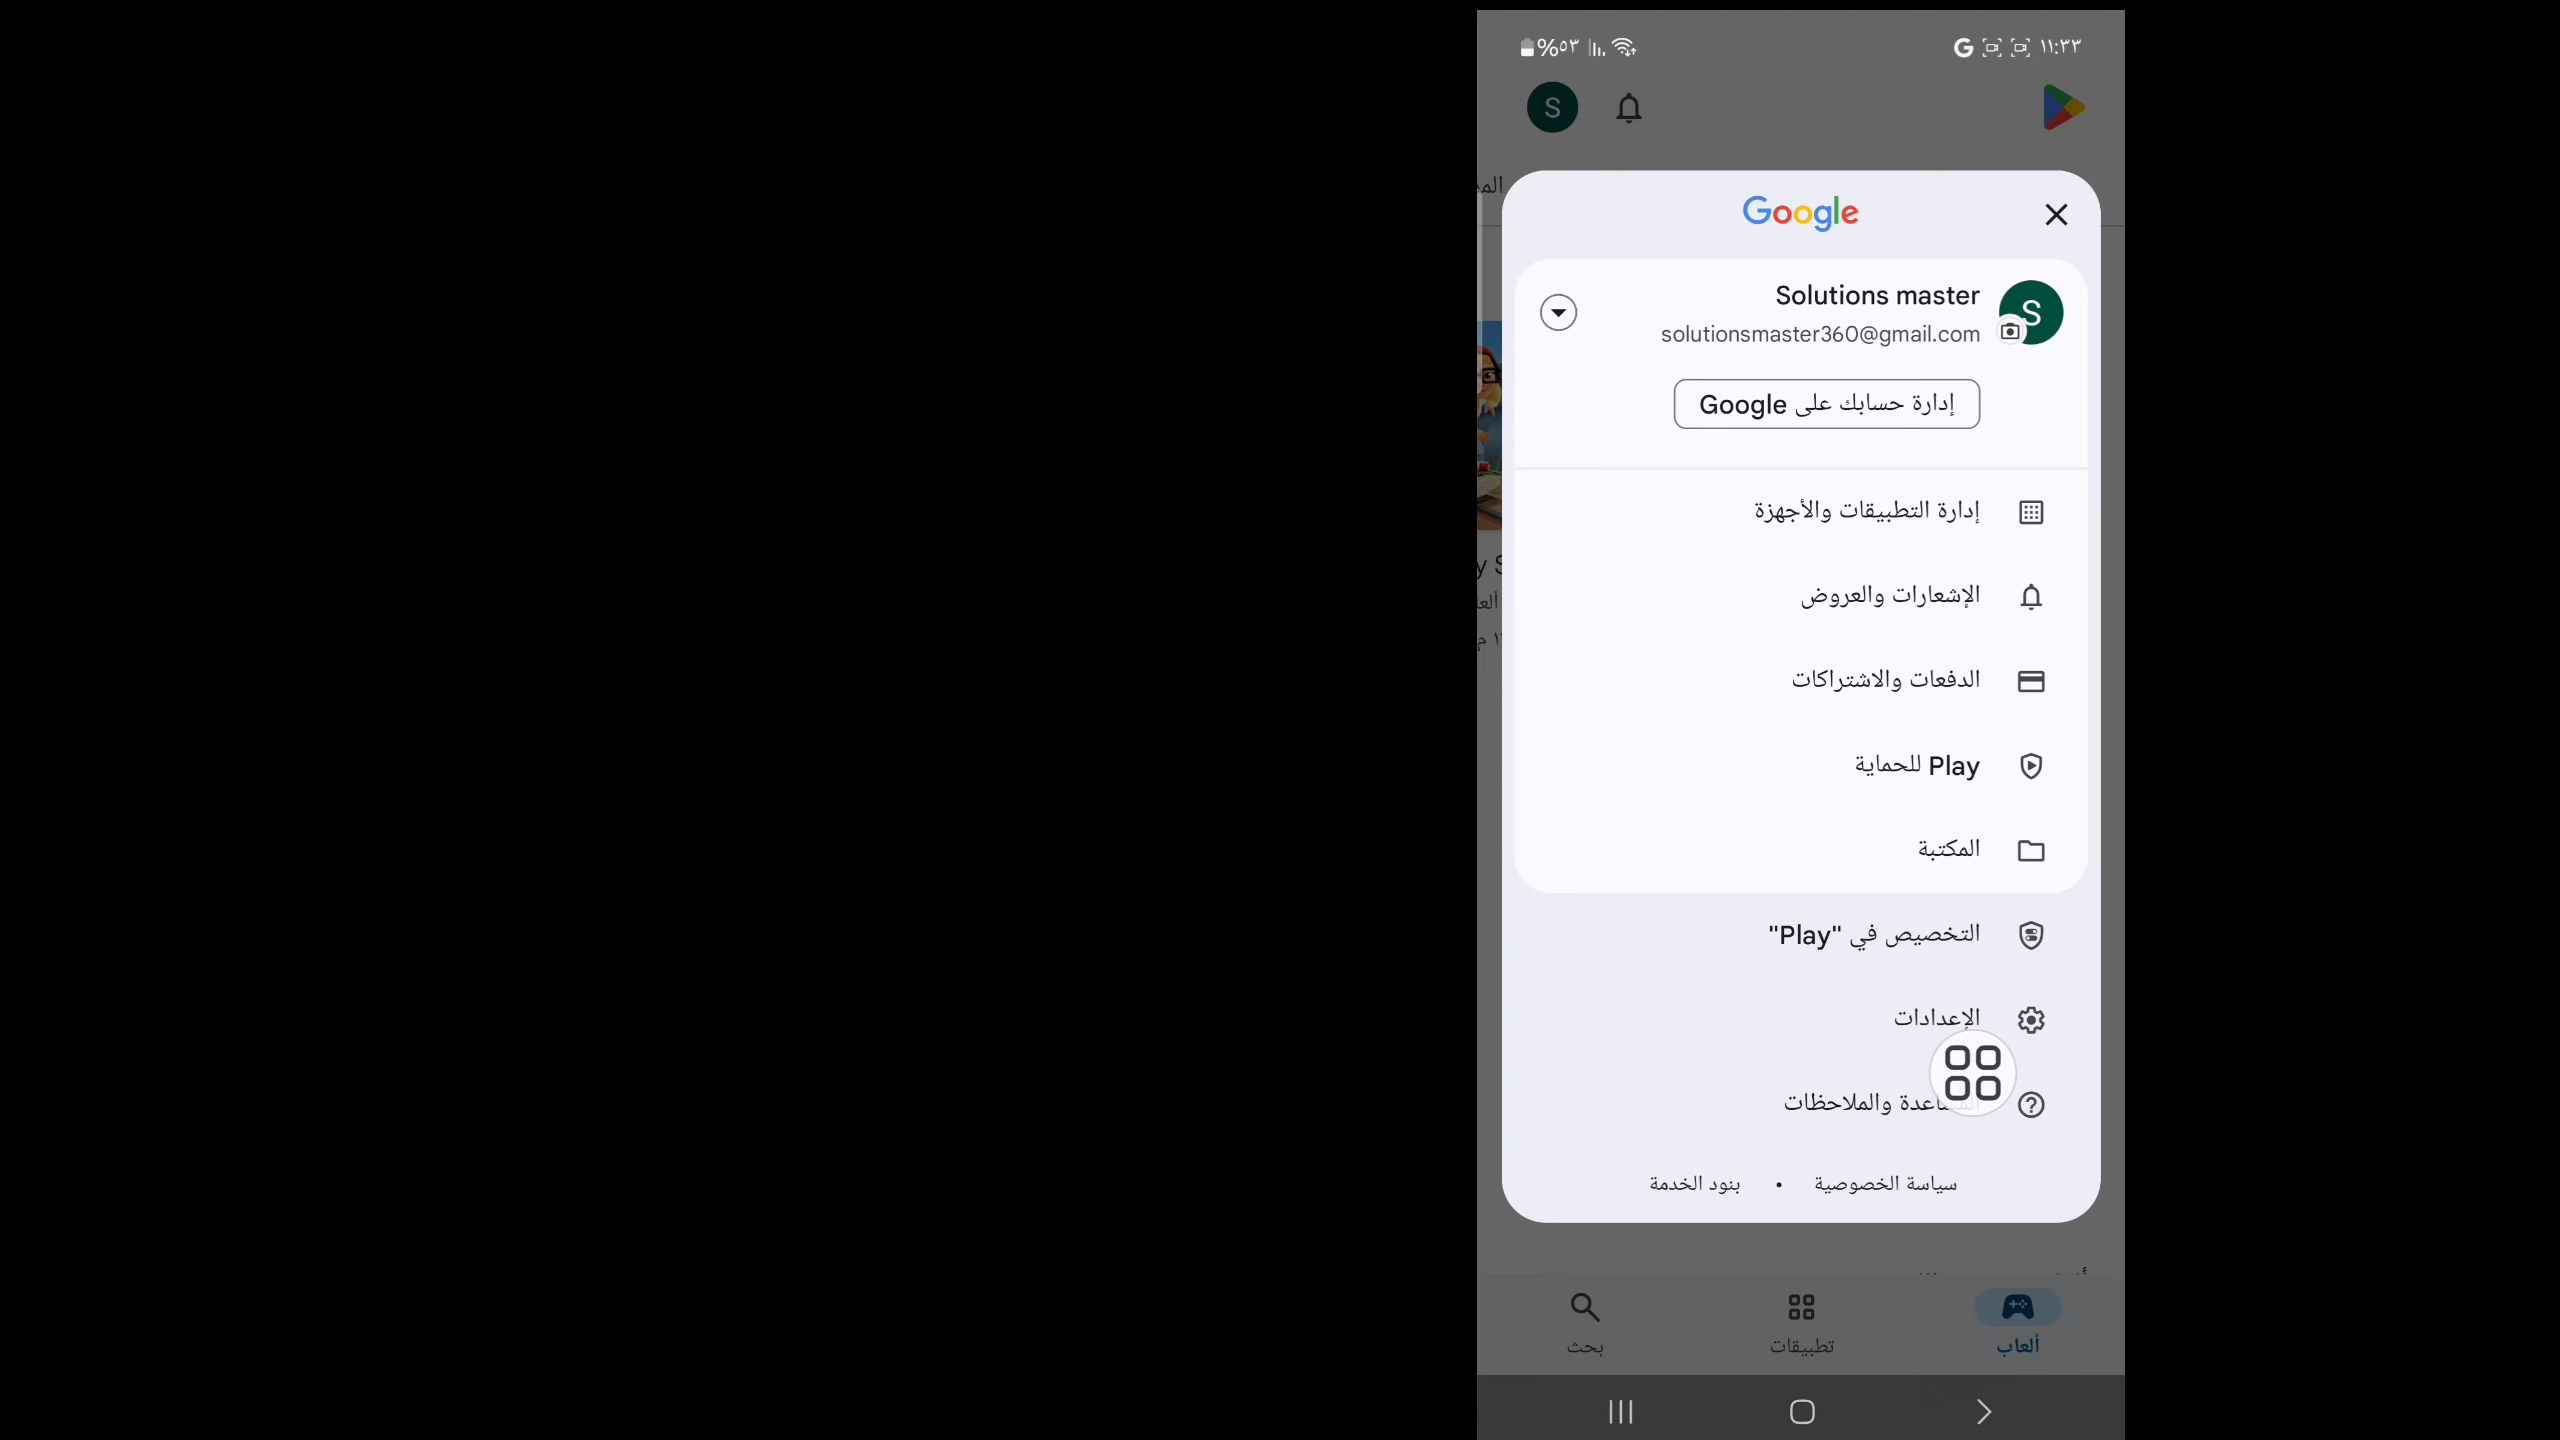 ١١:٣٣
%٥٣
S
Google
Solutions master
S
solutionsmaster360@gmail.com
إدارة حسابك على Google
إدارة التطبيقات والأجهزة
الإشعارات والعروض
الدفعات والاشتراكات
Play للحماية
المكتبة
التخصيص في "Play"
الإعدادات
والملاحظات
سياسة الخصوصية • بنود الخدمة
ألعاب
تطبيقات
بحث